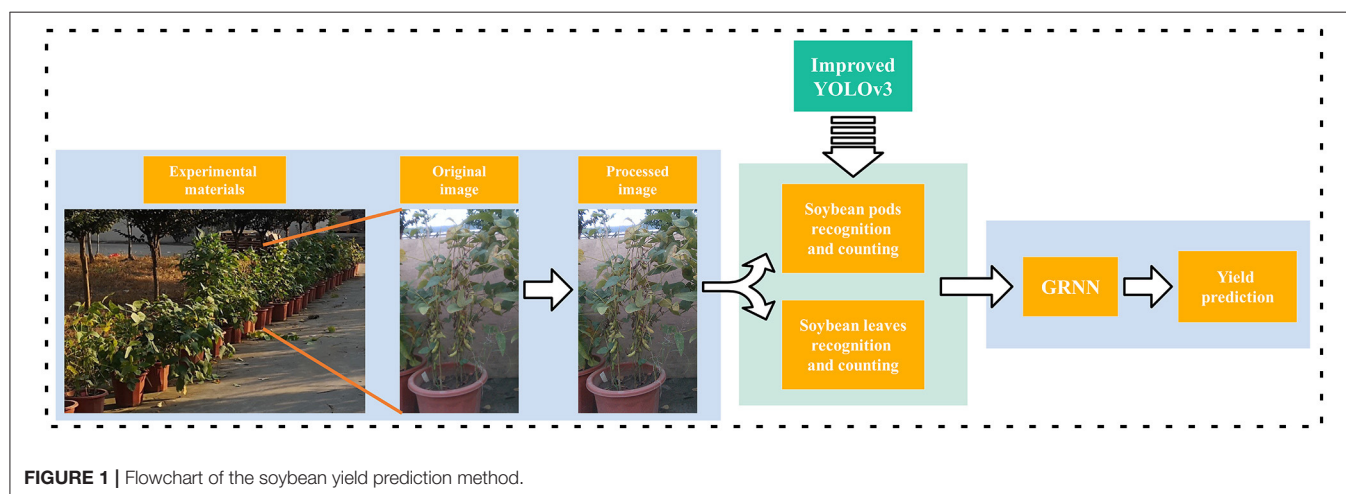 Improved
YOLOv3
Experimental
materials
Original
image
Processed
image
Soybean pods
recognition
and counting
Soybean leaves
recognition
and counting
GRNN
Yield
prediction
FIGURE 1 | Flowchart of the soybean yield prediction method.